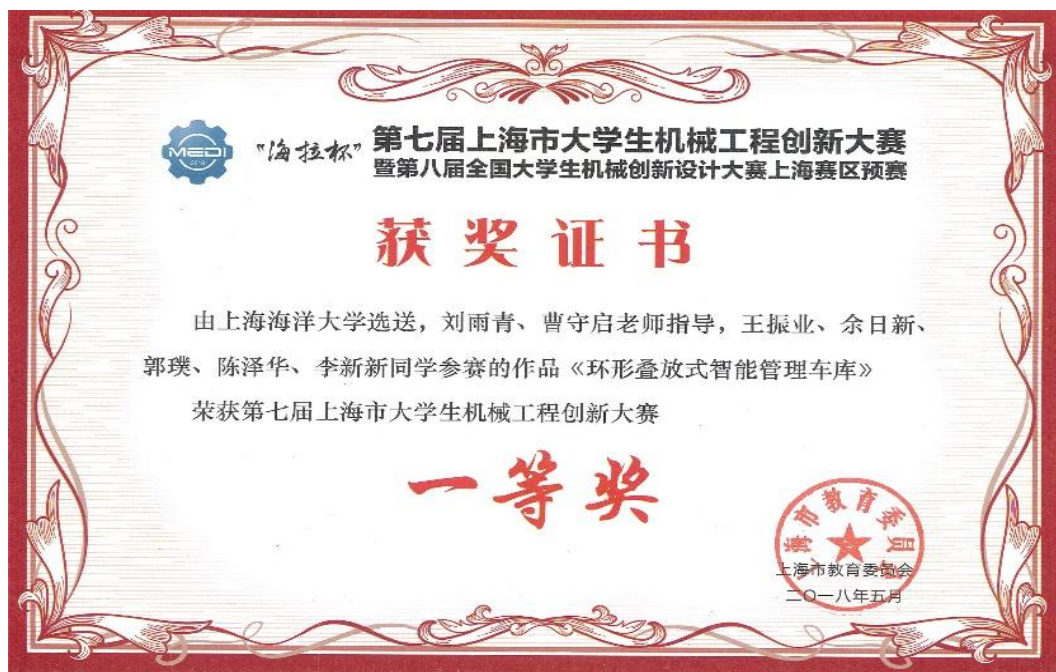 MEDI
2018
"海拉杯"
第七届上海市大学生机械工程创新大赛
暨第八届全国大学生机械创新设计大赛上海赛区预赛
获奖证书
由上海海洋大学选送，刘雨青、曹守启老师指导，王振业、余日新、
郭璞、陈泽华、李新新同学参赛的作品《环形叠放式智能管理车库》
荣获第七届上海市大学生机械工程创新大赛
一等奖
上海市教育委员会
上海市教育委员会
二〇一八年五月